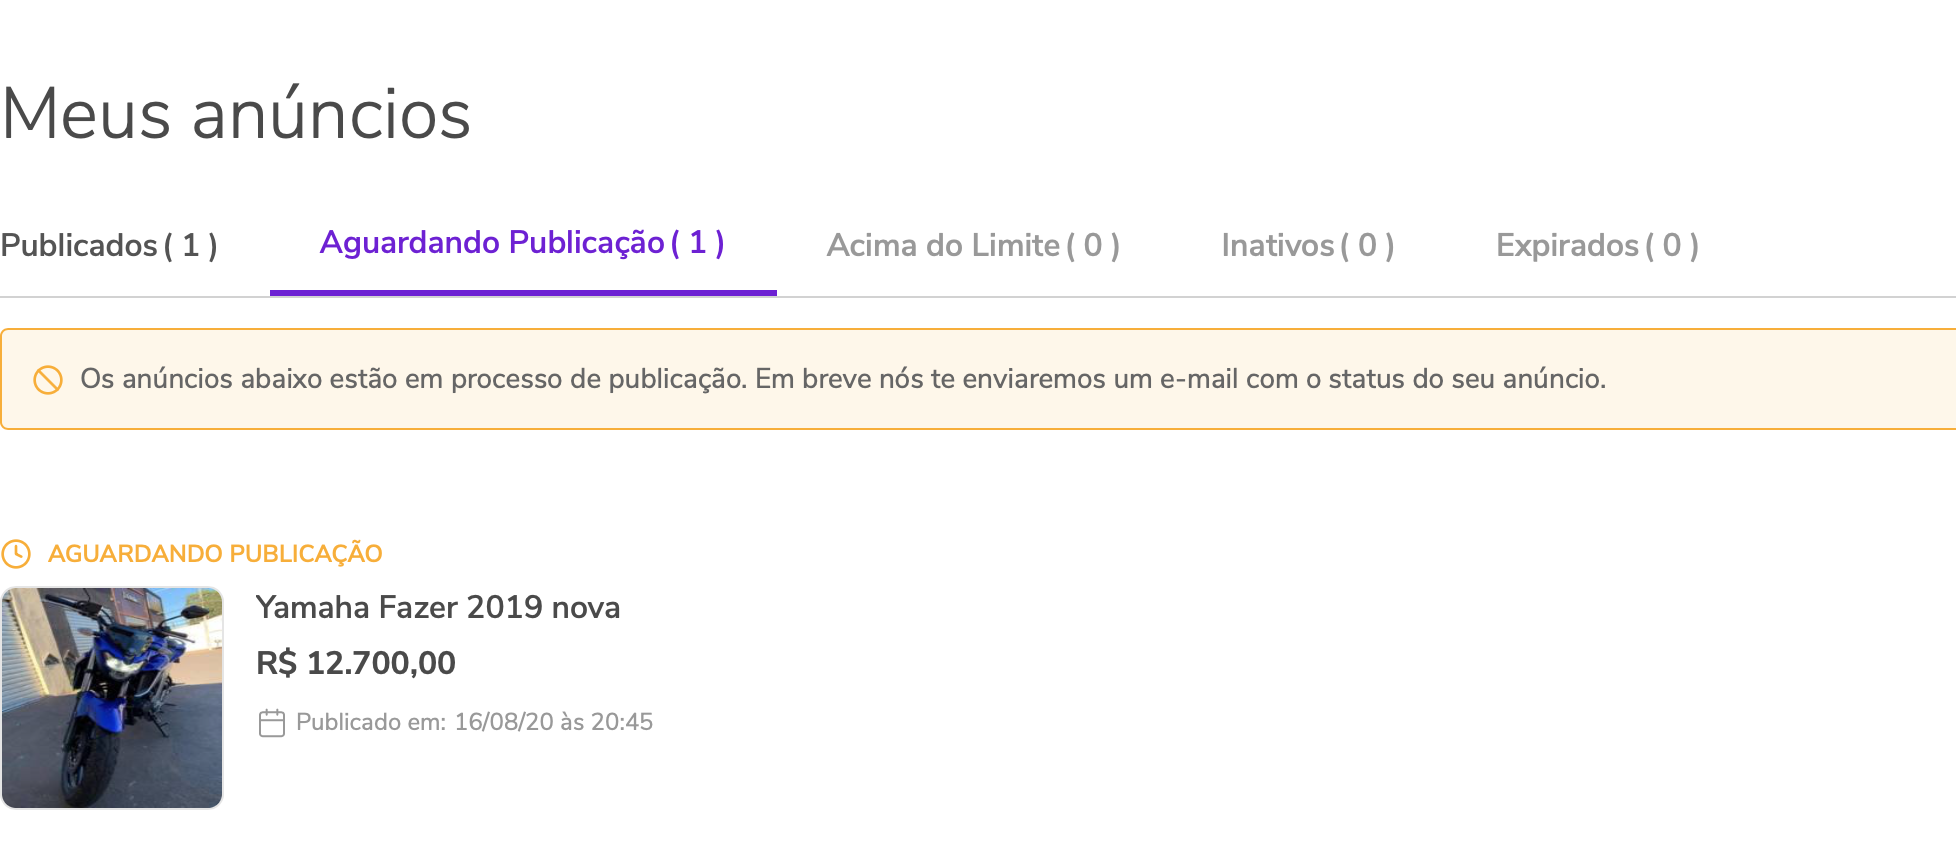 Meus anúncios
Publicados ( 1 ) Aguardando Publicação ( 1 ) Acima do Limite ( 0 ) Inativos ( 0 ) Expirados ( 0 )
Os anúncios abaixo estão em processo de publicação. Em breve nós te enviaremos um e-mail com o status do seu anúncio.
AGUARDANDO PUBLICAÇÃO
Yamaha Fazer 2019 nova
R$ 12.700,00
Publicado em: 16/08/20 às 20:45